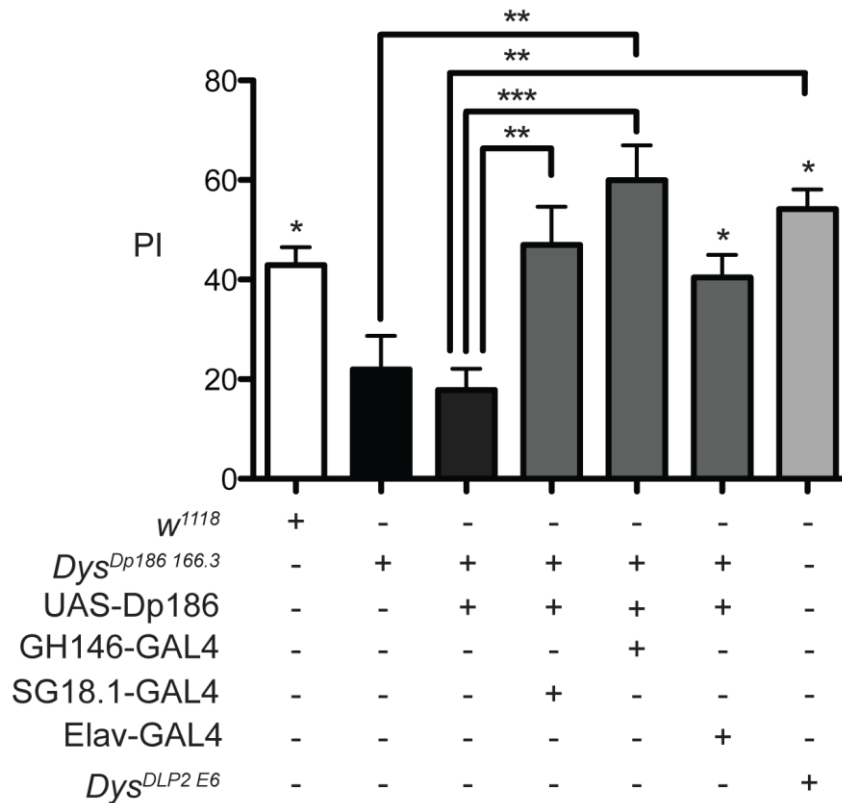 **
**
80
***
**
60
*
*
*
PI
40
20
0
w1118 + - - - - - -
DysDp186 166.3 - + + + + + -
UAS-Dp186 - - + + + + -
GH146-GAL4 - - - - + - -
SG18.1-GAL4 - - - + - - -
Elav-GAL4 - - - - - + -
DysDLP2 E6 - - - - - - +